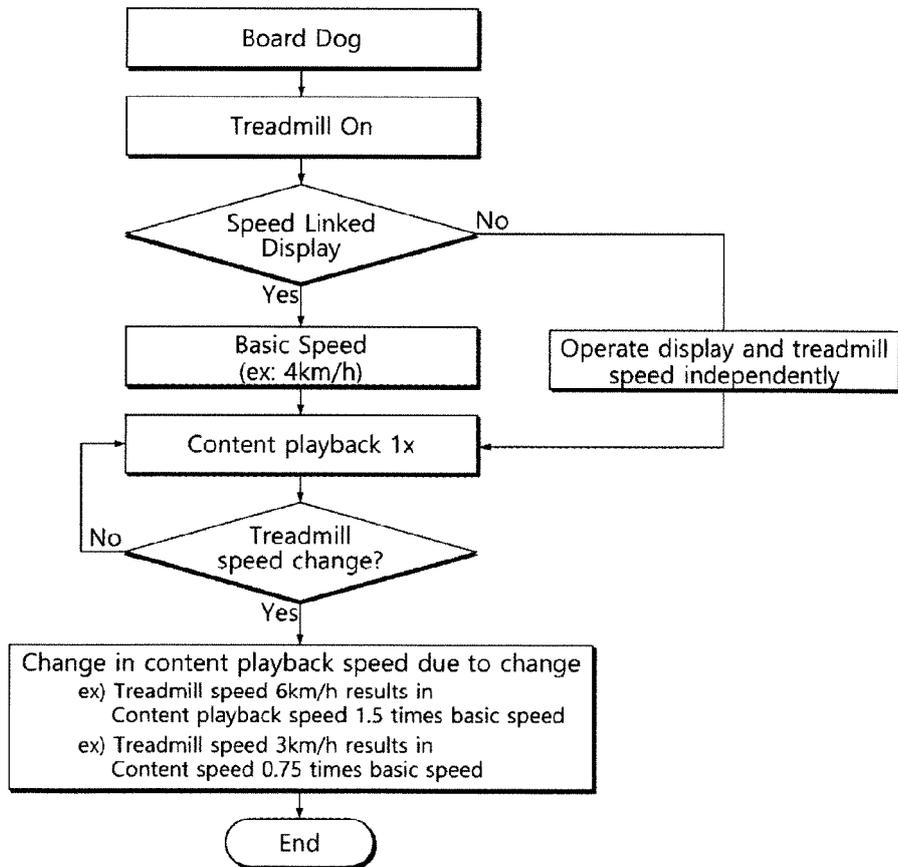 Board Dog
Treadmill On
Speed Linked
Display
No
Yes
Basic Speed
(ex: 4km/h)
Operate display and treadmill
speed independently
Content playback 1x
Treadmill
speed change?
No
Yes
Change in content playback speed due to change
ex) Treadmill speed 6km/h results in
Content playback speed 1.5 times basic speed
ex) Treadmill speed 3km/h results in
Content speed 0.75 times basic speed
End